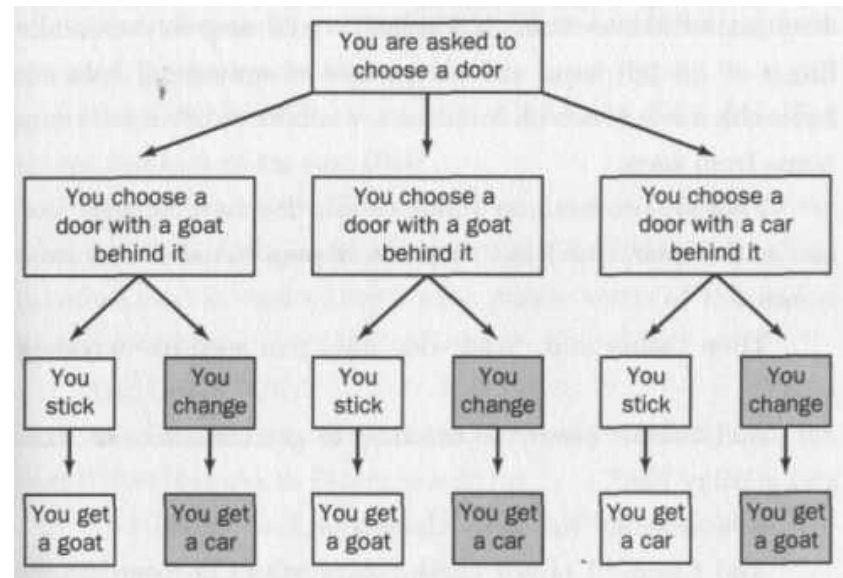 You are asked to
choose a door
You choose a
door with a goat
behind it
You choose a
door with a goat
behind it
You choose a
door with a car
behind it
You
stick
You
change
You
stick
You
change
You
stick
You
change
You get
a goat
You get
a car
You get
a goat
You get
a car
You get
a car
You get
a goat